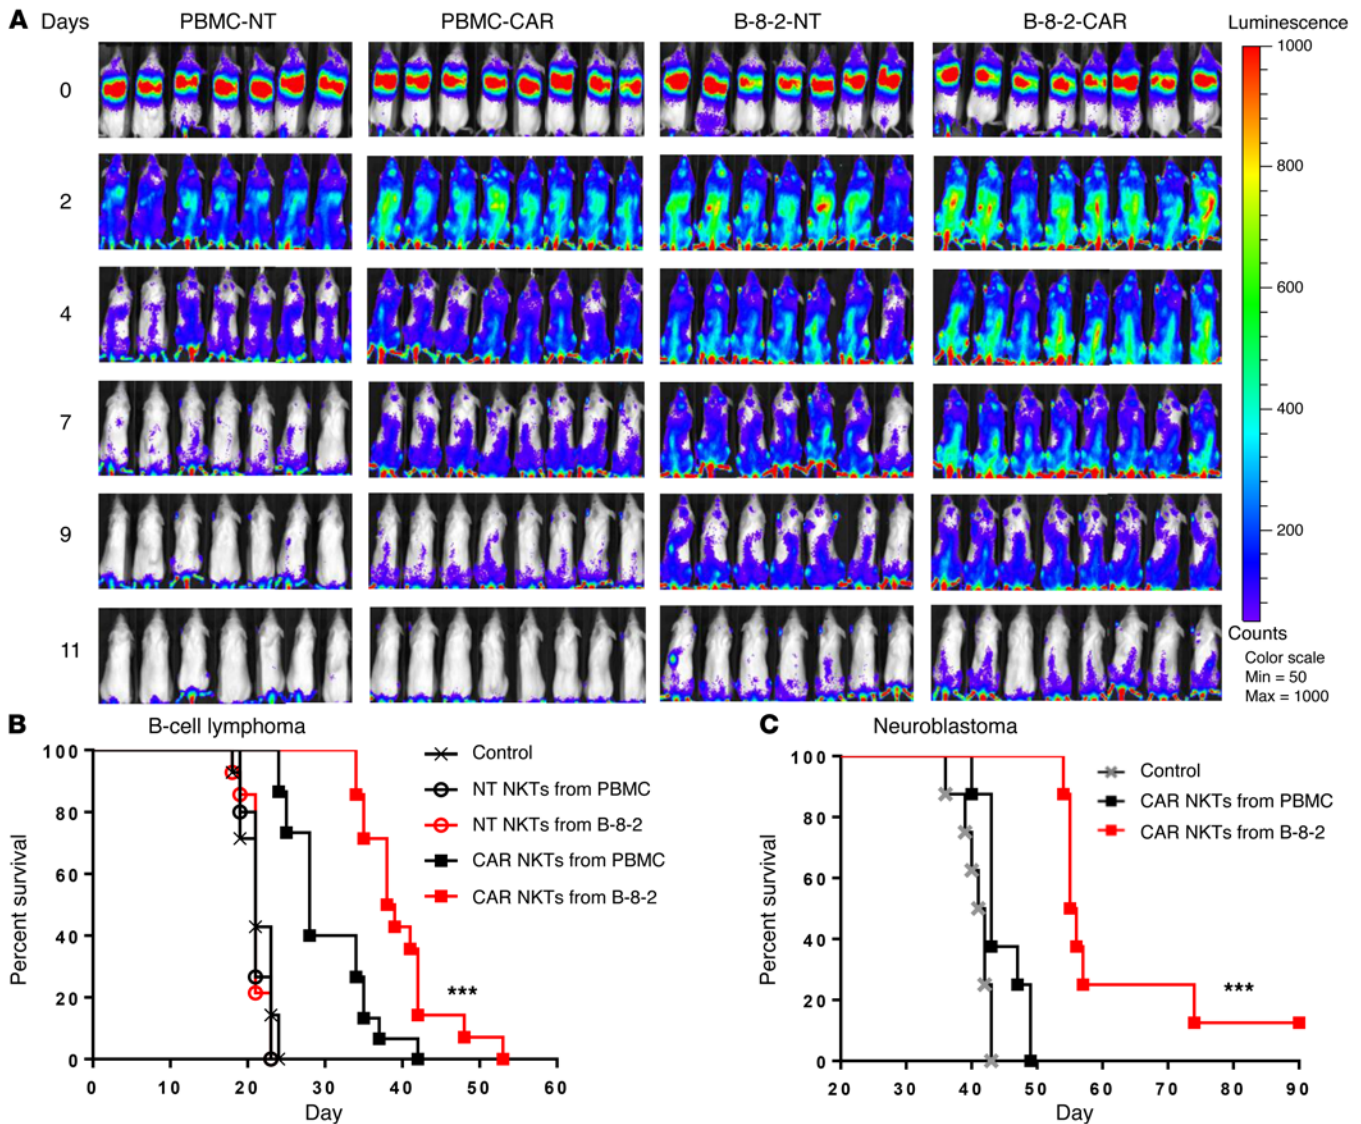 A Days PBMC-NT PBMC-CAR B-8-2-NT B-8-2-CAR Luminescence
0
2
4
7
9
11
1000
800
600
400
200
Counts
Color scale
Min = 50
Max = 1000
B B-cell lymphoma
Percent survival
100
80
60
40
20
0
0 10 20 30 40 50 60
Day
Control
NT NKTs from PBMC
NT NKTs from B-8-2
CAR NKTs from PBMC
CAR NKTs from B-8-2
***
C Neuroblastoma
Percent survival
100
80
60
40
20
0
20 30 40 50 60 70 80 90
Day
Control
CAR NKTs from PBMC
CAR NKTs from B-8-2
***